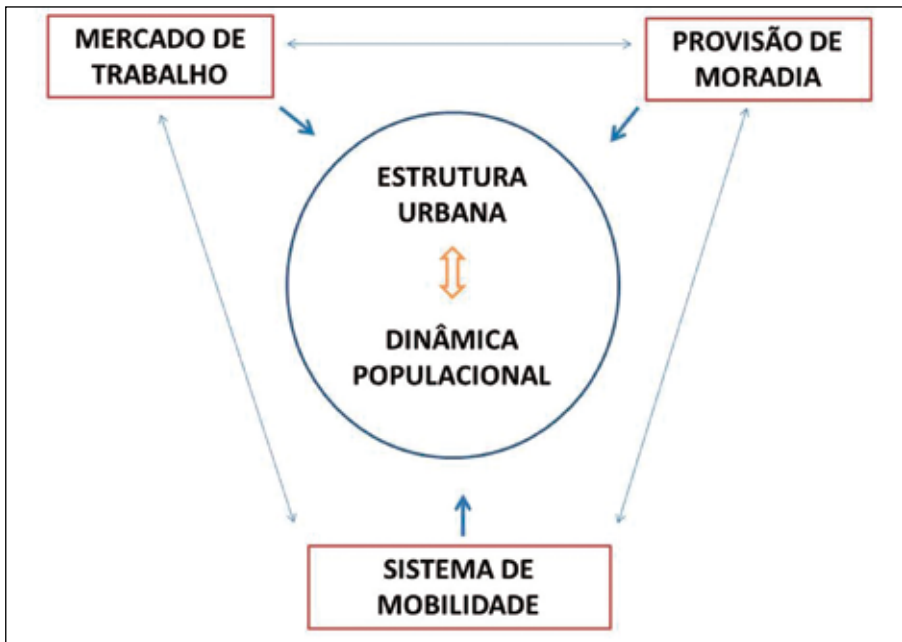 MERCADO DE
TRABALHO
PROVISÃO DE
MORADIA
ESTRUTURA
URBANA
DINÂMICA
POPULACIONAL
SISTEMA DE
MOBILIDADE